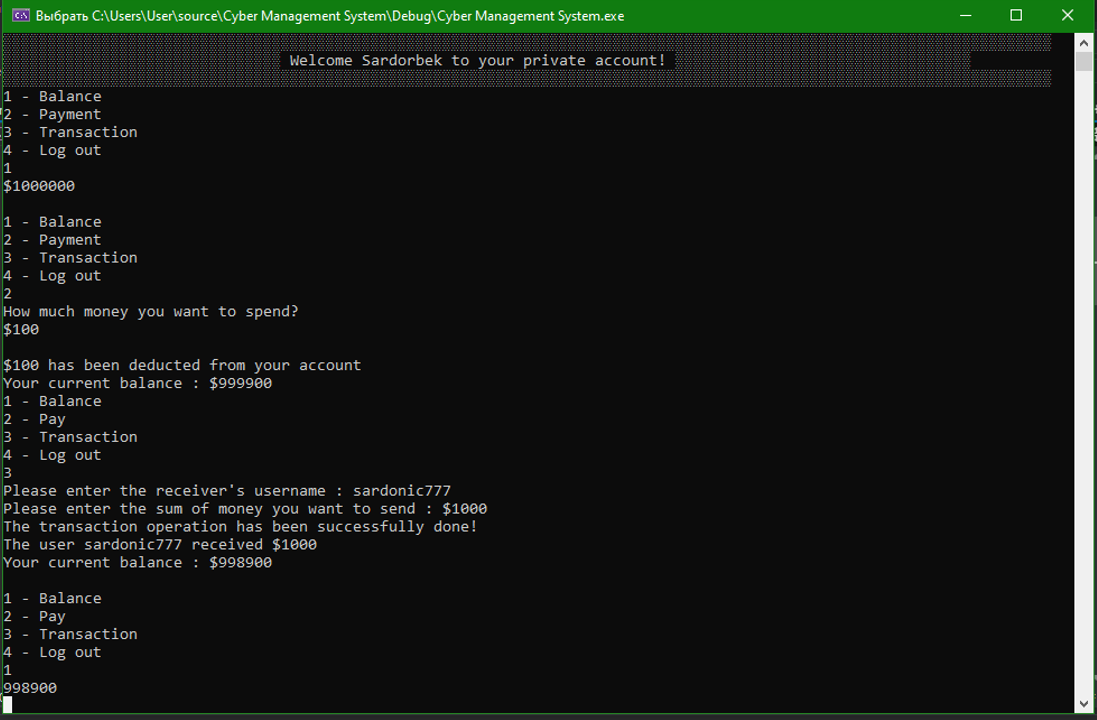 Выбрать C:\Users\User\source\Cyber Management System\Debug\Cyber Management System.exe
Welcome Sardorbek to your private account!
1 - Balance
2 - Payment
3 - Transaction
4 - Log out
1
$1000000
1 - Balance
2 - Payment
3 - Transaction
4 - Log out
2
How much money you want to spend?
$100
$100 has been deducted from your account
Your current balance : $999900
1 - Balance
2 - Pay
3 - Transaction
4 - Log out
3
Please enter the receiver's username : sardonic777
Please enter the sum of money you want to send : $1000
The transaction operation has been successfully done!
The user sardonic777 received $1000
Your current balance : $998900
1 - Balance
2 - Pay
3 - Transaction
4 - Log out
1
998900